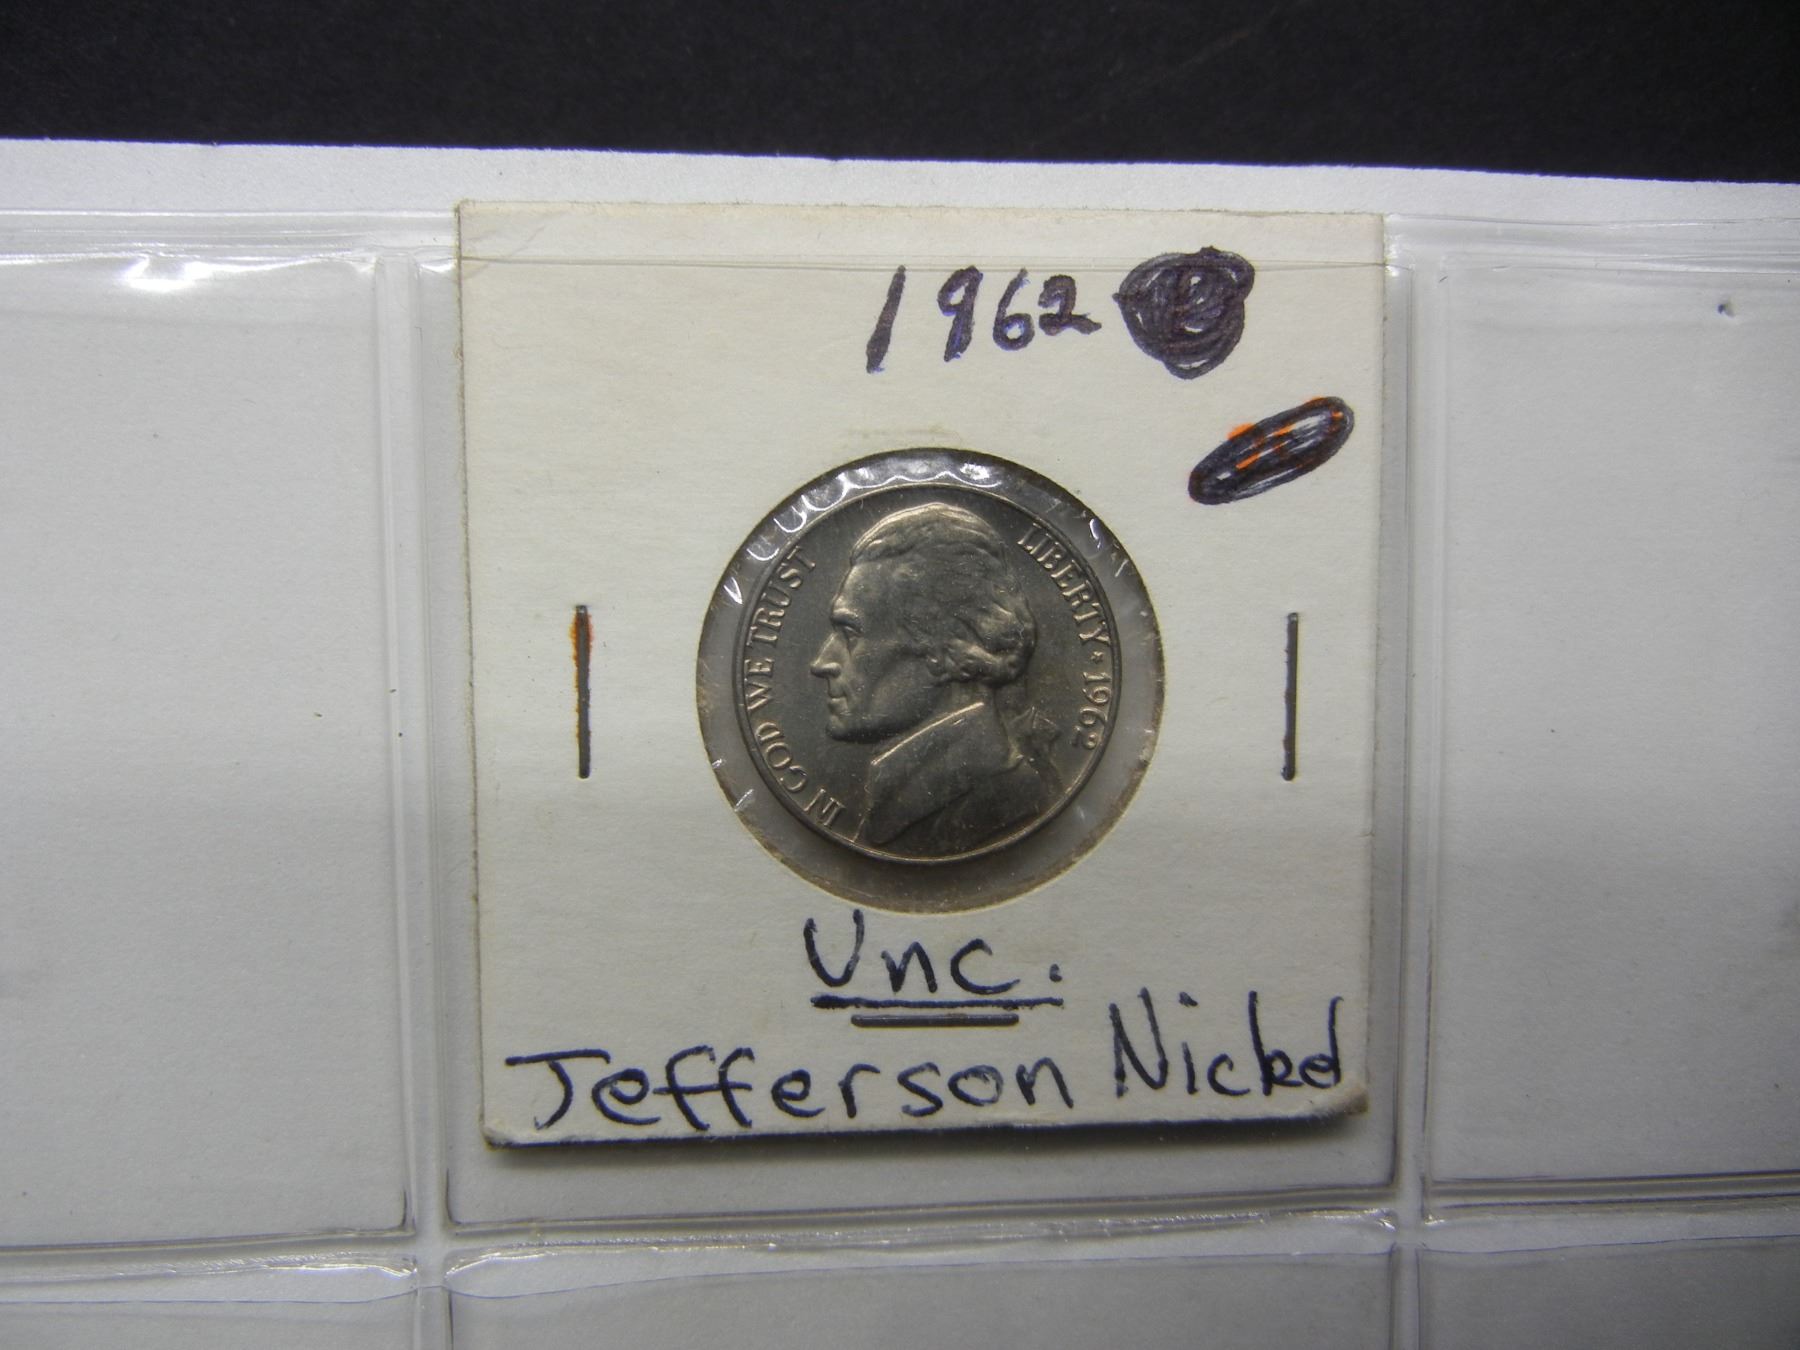 1962
IN GOD WE TRUST
LIBERTY * 1962
Unc.
Jefferson Nickel